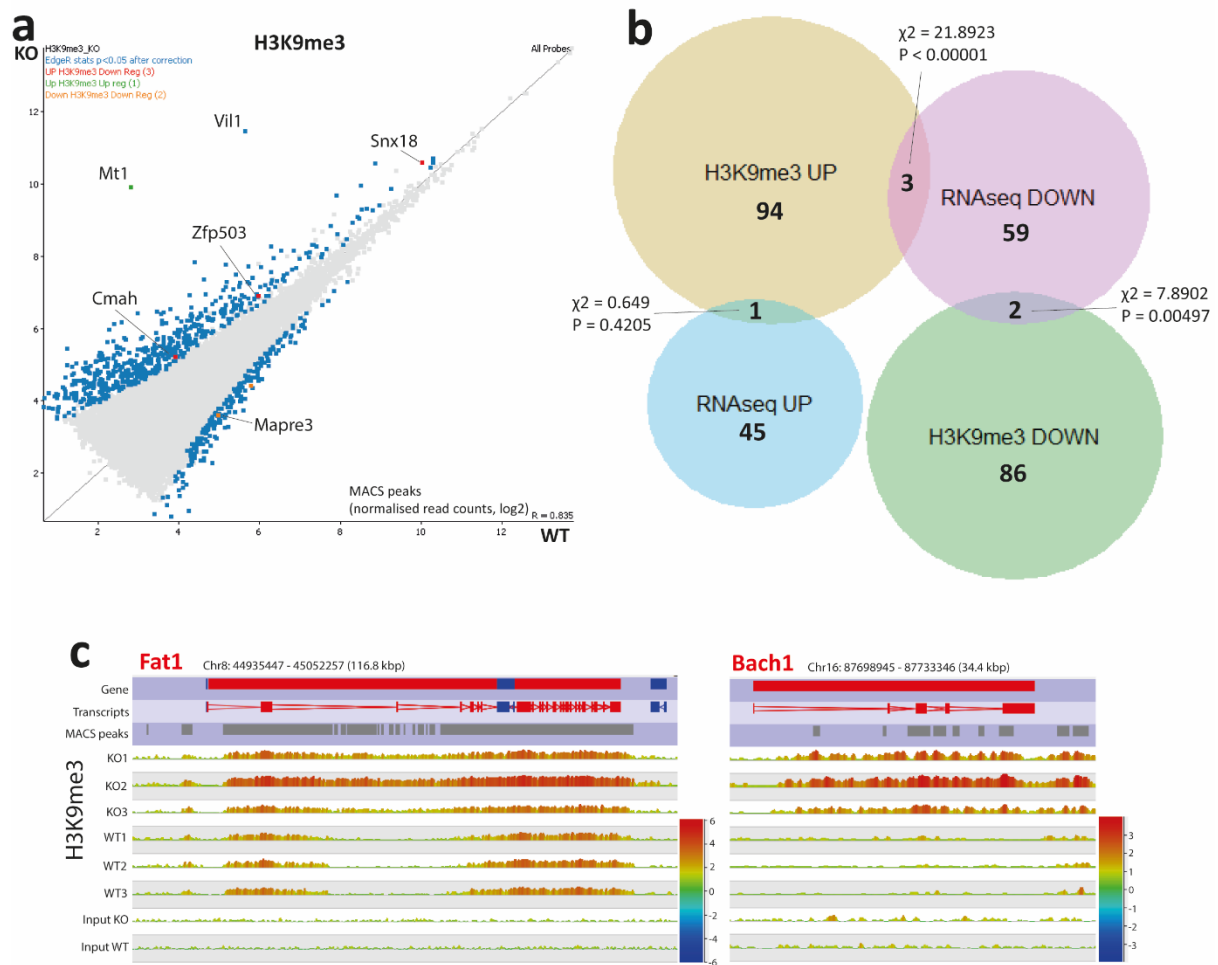 a
KO
H3K9me3_KO
EdgeR stats p<0.05 after correction
UP H3K9me3 Down Reg (3)
Up H3K9me3 Up reg (1)
Down H3K9me3 Down Reg (2)
H3K9me3
All Probes
12
10
8
6
4
2
Vil1
Snx18
Mt1
Zfp503
Cmah
Mapre3
MACS peaks
(normalised read counts, log2)
R = 0.835
2
4
6
8
10
12
WT
b
χ2 = 21.8923
P < 0.00001
H3K9me3 UP
94
3
RNAseq DOWN
59
χ2 = 0.649
P = 0.4205
1
2
χ2 = 7.8902
P = 0.00497
RNAseq UP
45
H3K9me3 DOWN
86
c
Fat1
Chr8: 44935447 - 45052257 (116.8 kbp)
Bach1
Chr16: 87698945 - 87733346 (34.4 kbp)
Gene
Transcripts
MACS peaks
H3K9me3
KO1
KO2
KO3
WT1
WT2
WT3
Input KO
Input WT
6
4
2
0
-2
-4
-6
3
2
1
0
-1
-2
-3